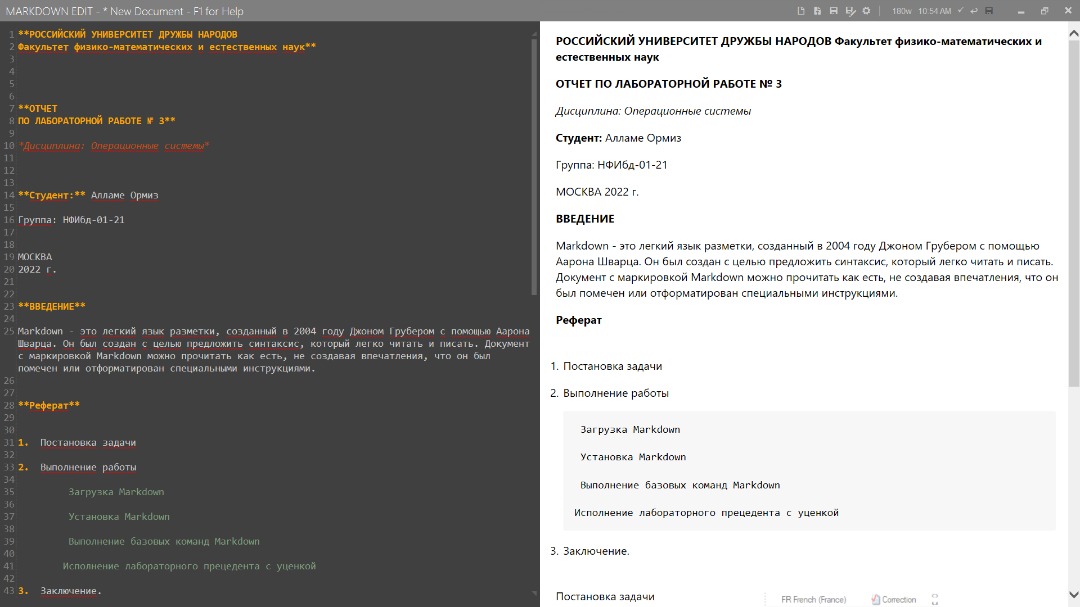 MARKDOWN EDIT - * New Document - F1 for Help
180w 10:54 AM
1 **РОССИЙСКИЙ УНИВЕРСИТЕТ ДРУЖБЫ НАРОДОВ
2 Факультет физико-математических и естественных наук**
3
4
5
6
7 **ОТЧЕТ
8 ПО ЛАБОРАТОРНОЙ РАБОТЕ № 3**
9
10 *Дисциплина: Операционные системы*
11
12
13
14 **Студент:** Алламе Ормиз
15
16 Группа: НФИбд-01-21
17
18
19 МОСКВА
20 2022 г.
21
22
23 **ВВЕДЕНИЕ**
24
25 Markdown - это легкий язык разметки, созданный в 2004 году Джоном Грубером с помощью Аарона
Шварца. Он был создан с целью предложить синтаксис, который легко читать и писать. Документ
с маркировкой Markdown можно прочитать как есть, не создавая впечатления, что он был
помечен или отформатирован специальными инструкциями.
26
27
28 **Реферат**
29
30
31 1. Постановка задачи
32
33 2. Выполнение работы
34
35 Загрузка Markdown
36
37 Установка Markdown
38
39 Выполнение базовых команд Markdown
40
41 Исполнение лабораторного прецедента с уценкой
42
43 3. Заключение.
РОССИЙСКИЙ УНИВЕРСИТЕТ ДРУЖБЫ НАРОДОВ Факультет физико-математических и
естественных наук
ОТЧЕТ ПО ЛАБОРАТОРНОЙ РАБОТЕ № 3
Дисциплина: Операционные системы
Студент: Алламе Ормиз
Группа: НФИбд-01-21
МОСКВА 2022 г.
ВВЕДЕНИЕ
Markdown - это легкий язык разметки, созданный в 2004 году Джоном Грубером с помощью
Аарона Шварца. Он был создан с целью предложить синтаксис, который легко читать и писать.
Документ с маркировкой Markdown можно прочитать как есть, не создавая впечатления, что он
был помечен или отформатирован специальными инструкциями.
Реферат
1. Постановка задачи
2. Выполнение работы
Загрузка Markdown
Установка Markdown
Выполнение базовых команд Markdown
Исполнение лабораторного прецедента с уценкой
3. Заключение.
Постановка задачи
FR French (France) Correction